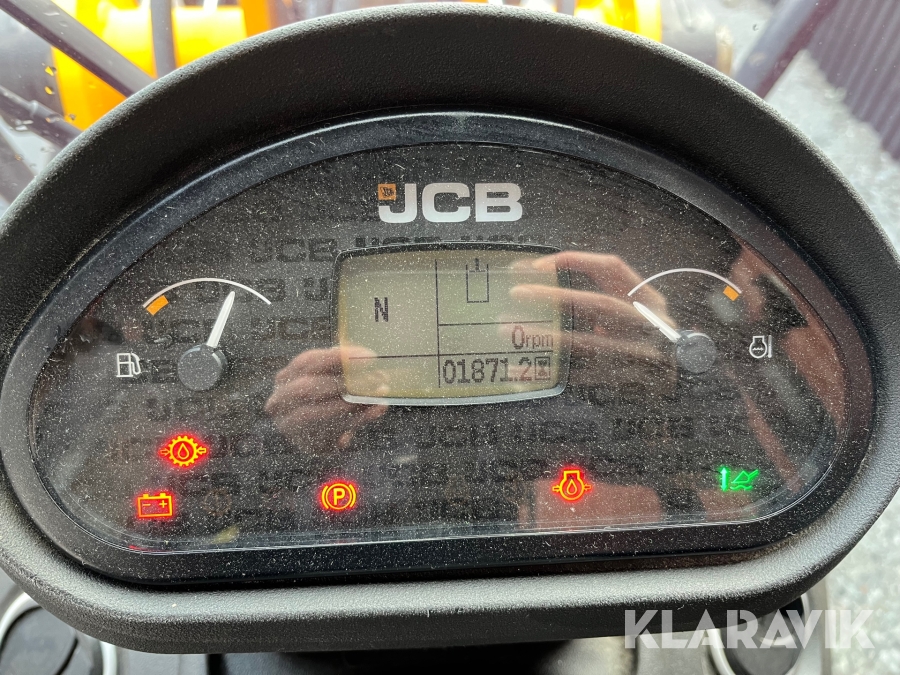 JCB
N
0rpm
01871.2
P
KLARAVIK